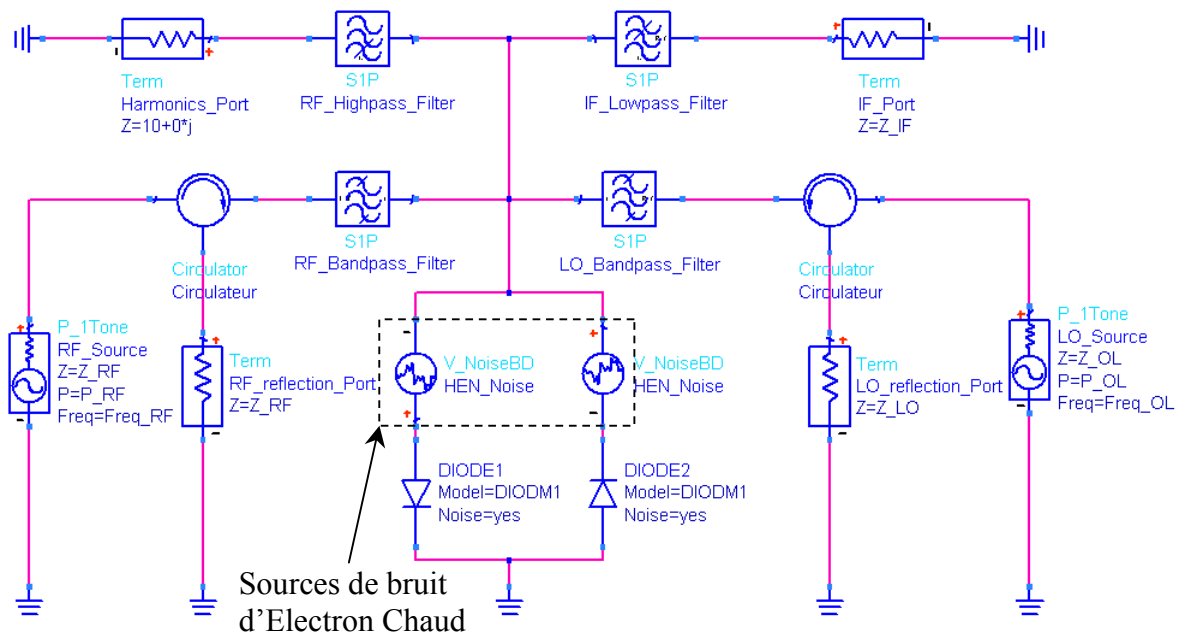 Term
Harmonics_Port
Z=10+0*j
S1P
RF_Highpass_Filter
S1P
IF_Lowpass_Filter
Term
IF_Port
Z=Z_IF
S1P
RF_Bandpass_Filter
S1P
LO_Bandpass_Filter
Circulator
Circulateur
Circulator
Circulateur
P_1Tone
RF_Source
Z=Z_RF
P=P_RF
Freq=Freq_RF
Term
RF_reflection_Port
Z=Z_RF
V_NoiseBD
HEN_Noise
V_NoiseBD
HEN_Noise
Term
LO_reflection_Port
Z=Z_LO
P_1Tone
LO_Source
Z=Z_OL
P=P_OL
Freq=Freq_OL
DIODE1
Model=DIODM1
Noise=yes
DIODE2
Model=DIODM1
Noise=yes
Sources de bruit
d’Electron Chaud